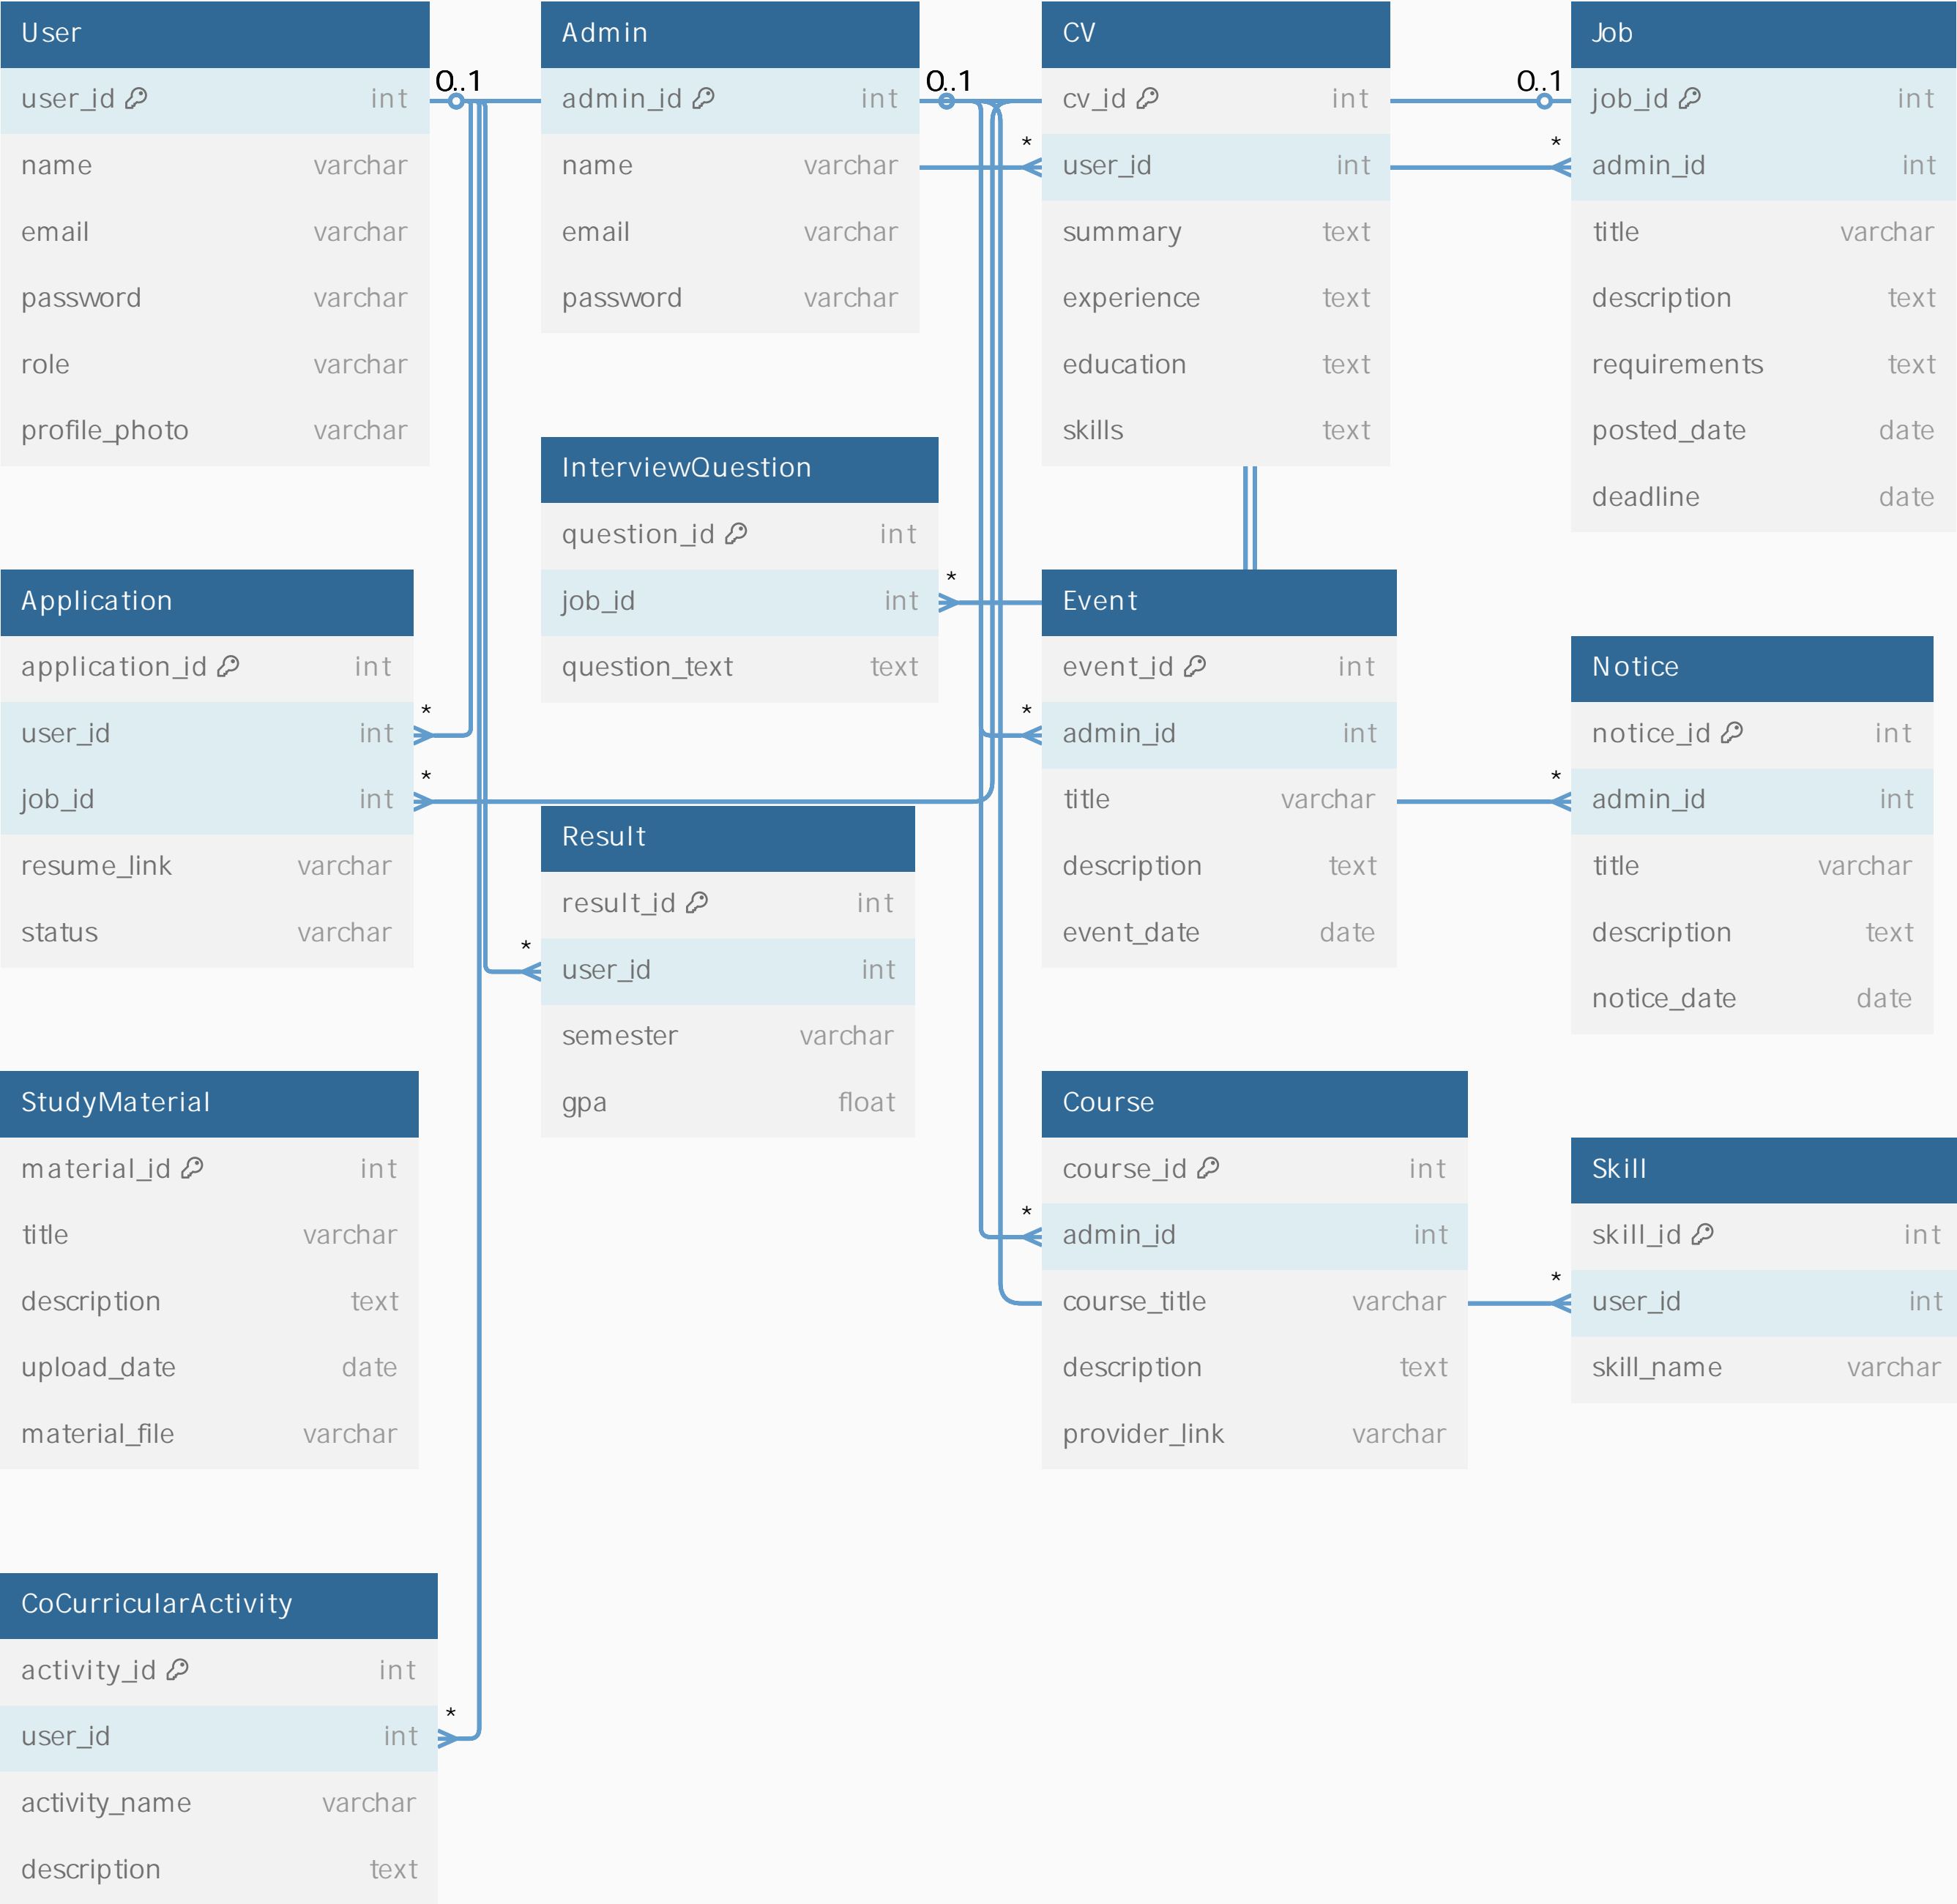 User
user_id int
name varchar
email varchar
password varchar
role varchar
profile_photo varchar
0..1
Admin
admin_id int
name varchar
email varchar
password varchar
0..1
CV
cv_id int
* user_id int
summary text
experience text
education text
skills text
0..1
Job
job_id int
* admin_id int
title varchar
description text
requirements text
posted_date date
deadline date
InterviewQuestion
question_id int
job_id int *
question_text text
Application
application_id int
user_id int *
job_id int *
resume_link varchar
status varchar
Event
event_id int
* admin_id int
title varchar
description text
event_date date
Notice
notice_id int
* admin_id int
title varchar
description text
notice_date date
Result
result_id int
* user_id int
semester varchar
gpa float
StudyMaterial
material_id int
title varchar
description text
upload_date date
material_file varchar
Course
course_id int
* admin_id int
course_title varchar
description text
provider_link varchar
Skill
skill_id int
* user_id int
skill_name varchar
CoCurricularActivity
activity_id int
user_id int *
activity_name varchar
description text